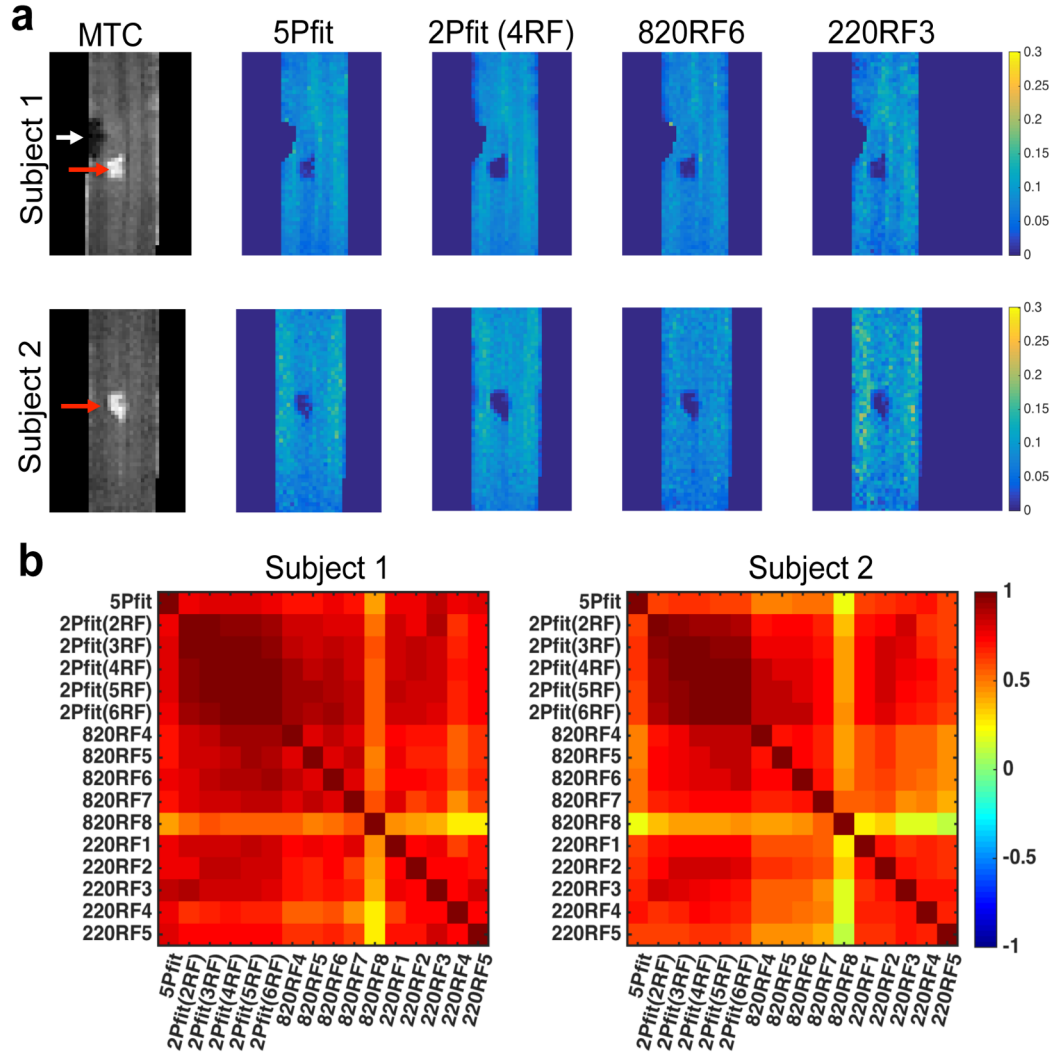 a
MTC
5Pfit
2Pfit (4RF)
820RF6
220RF3
Subject 1
0.3
0.25
0.2
0.15
0.1
0.05
0
Subject 2
0.3
0.25
0.2
0.15
0.1
0.05
0
b
Subject 1
Subject 2
5Pfit
2Pfit(2RF)
2Pfit(3RF)
2Pfit(4RF)
2Pfit(5RF)
2Pfit(6RF)
820RF4
820RF5
820RF6
820RF7
820RF8
220RF1
220RF2
220RF3
220RF4
220RF5
5Pfit
2Pfit(2RF)
2Pfit(3RF)
2Pfit(4RF)
2Pfit(5RF)
2Pfit(6RF)
820RF4
820RF5
820RF6
820RF7
820RF8
220RF1
220RF2
220RF3
220RF4
220RF5
5Pfit
2Pfit(2RF)
2Pfit(3RF)
2Pfit(4RF)
2Pfit(5RF)
2Pfit(6RF)
820RF4
820RF5
820RF6
820RF7
820RF8
220RF1
220RF2
220RF3
220RF4
220RF5
5Pfit
2Pfit(2RF)
2Pfit(3RF)
2Pfit(4RF)
2Pfit(5RF)
2Pfit(6RF)
820RF4
820RF5
820RF6
820RF7
820RF8
220RF1
220RF2
220RF3
220RF4
220RF5
1
0.5
0
-0.5
-1